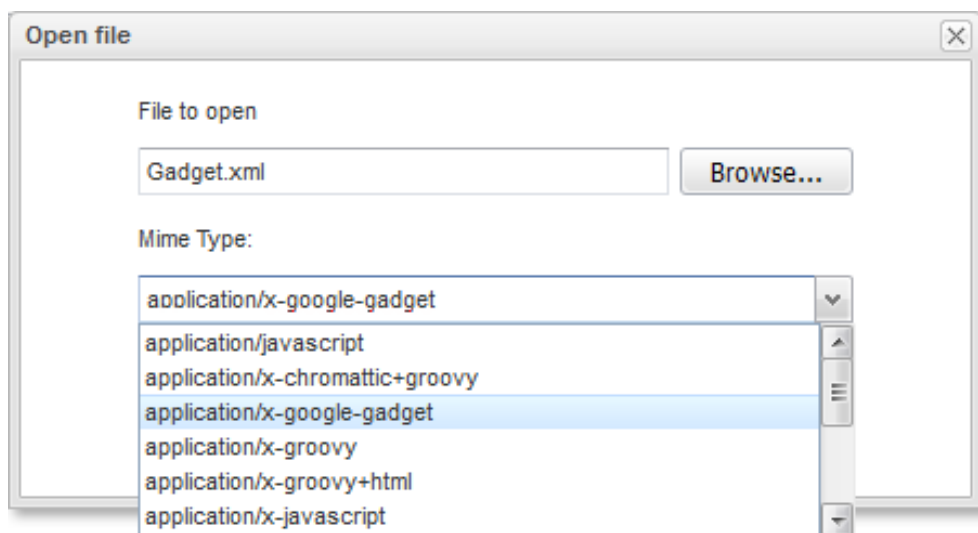 Open file
File to open
Gadget.xml Browse...
Mime Type:
application/x-google-gadget
application/javascript
application/x-chromattic+groovy
application/x-google-gadget
application/x-groovy
application/x-groovy+html
application/x-javascript